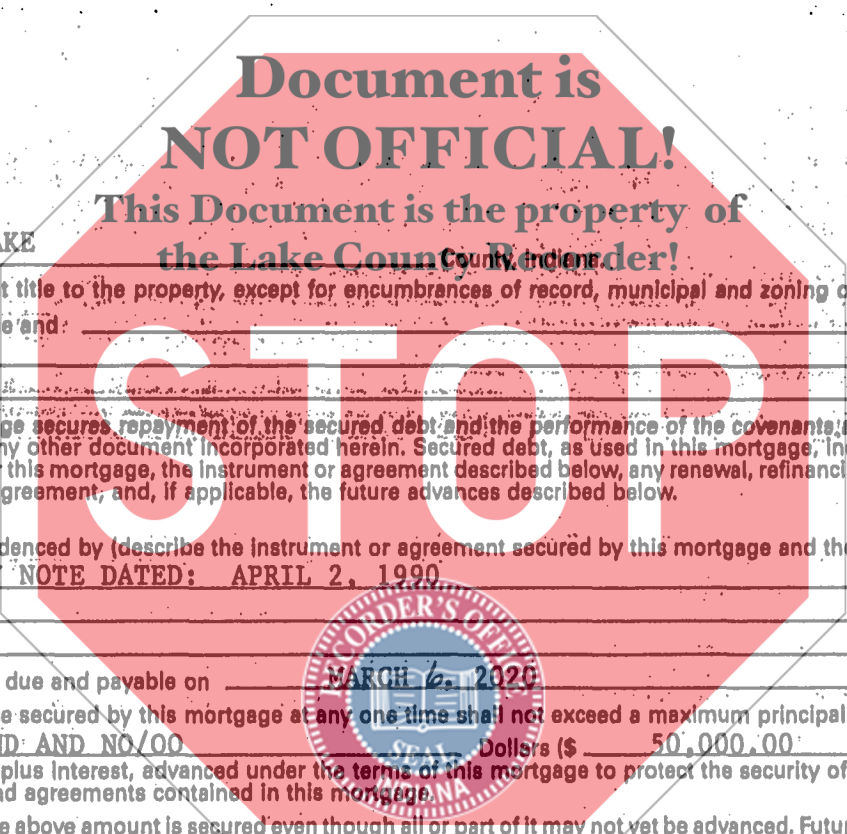 Document is
NOT OFFICIAL!
This Document is the property of
the Lake County Recorder!
AKE County, Indiana.
t title to the property, except for encumbrances of record, municipal and zoning o
e and
STOP
ge secures repayment of the secured debt and the performance of the covenants
ny other document incorporated herein. Secured debt, as used in this mortgage, in
this mortgage, the instrument or agreement described below, any renewal, refinanci
greement, and, if applicable, the future advances described below.
denced by (describe the instrument or agreement secured by this mortgage and the
NOTE DATED: APRIL 2, 1990
RECORDER'S OFFICE
due and payable on MARCH 6, 2020
e secured by this mortgage at any one time shall not exceed a maximum principal
ND AND NO/00 Dollars ($ 50,000.00
SEAL
plus interest, advanced under the terms of this mortgage to protect the security of
nd agreements contained in this mortgage.
INDIANA
e above amount is secured even though all or part of it may not yet be advanced. Futu